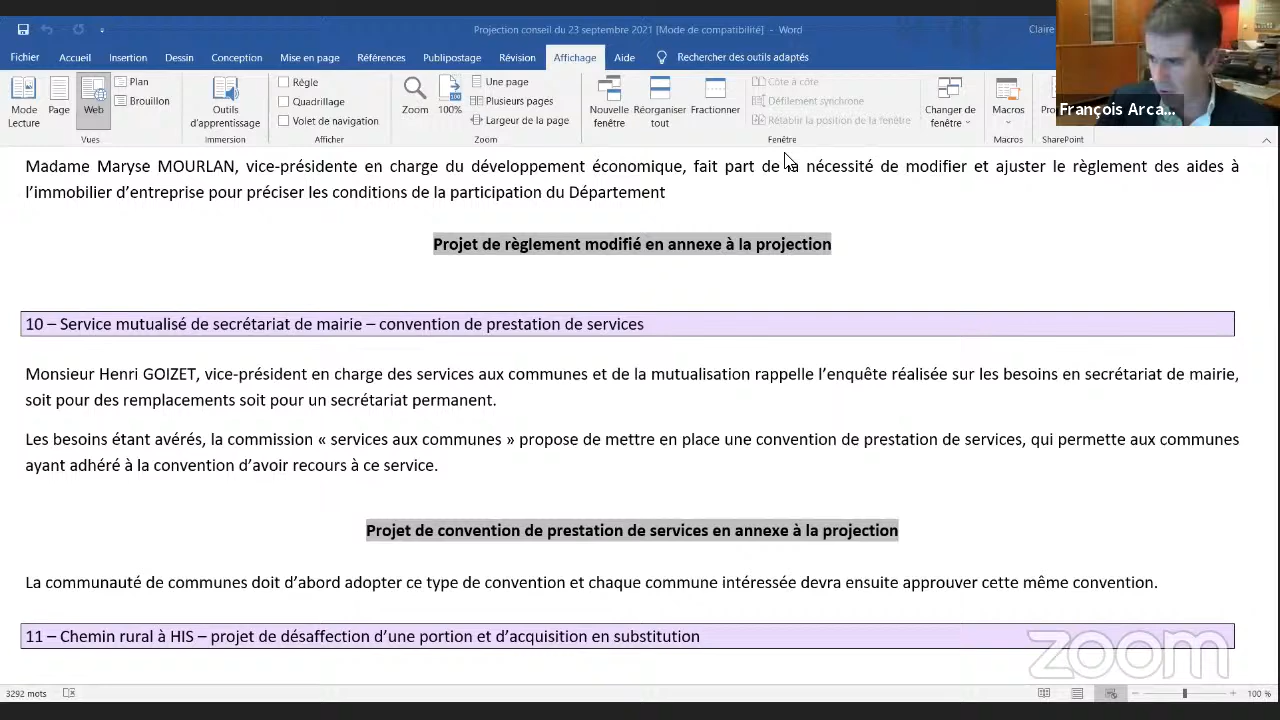 Projection conseil du 23 septembre 2021 [Mode de compatibilité] - Word
Claire
Fichier Accueil Insertion Dessin Conception Mise en page Références Publipostage Révision Affichage Aide Rechercher des outils adaptés
Mode Lecture
Page
Web
Plan
Brouillon
Vues
Outils d'apprentissage
Immersion
Règle
Quadrillage
Volet de navigation
Afficher
Zoom
100%
Une page
Plusieurs pages
Largeur de la page
Zoom
Nouvelle fenêtre
Réorganiser tout
Fractionner
Côte à côte
Défilement synchrone
Rétablir la position de la fenêtre
Changer de fenêtre
Fenêtre
Macros
Macros
SharePoint
François Arca...
Madame Maryse MOURLAN, vice-présidente en charge du développement économique, fait part de la nécessité de modifier et ajuster le règlement des aides à
l’immobilier d’entreprise pour préciser les conditions de la participation du Département
Projet de règlement modifié en annexe à la projection
10 – Service mutualisé de secrétariat de mairie – convention de prestation de services
Monsieur Henri GOIZET, vice-président en charge des services aux communes et de la mutualisation rappelle l’enquête réalisée sur les besoins en secrétariat de mairie,
soit pour des remplacements soit pour un secrétariat permanent.
Les besoins étant avérés, la commission « services aux communes » propose de mettre en place une convention de prestation de services, qui permette aux communes
ayant adhéré à la convention d’avoir recours à ce service.
Projet de convention de prestation de services en annexe à la projection
La communauté de communes doit d’abord adopter ce type de convention et chaque commune intéressée devra ensuite approuver cette même convention.
11 – Chemin rural à HIS – projet de désaffection d’une portion et d’acquisition en substitution
zoom
3292 mots
100 %